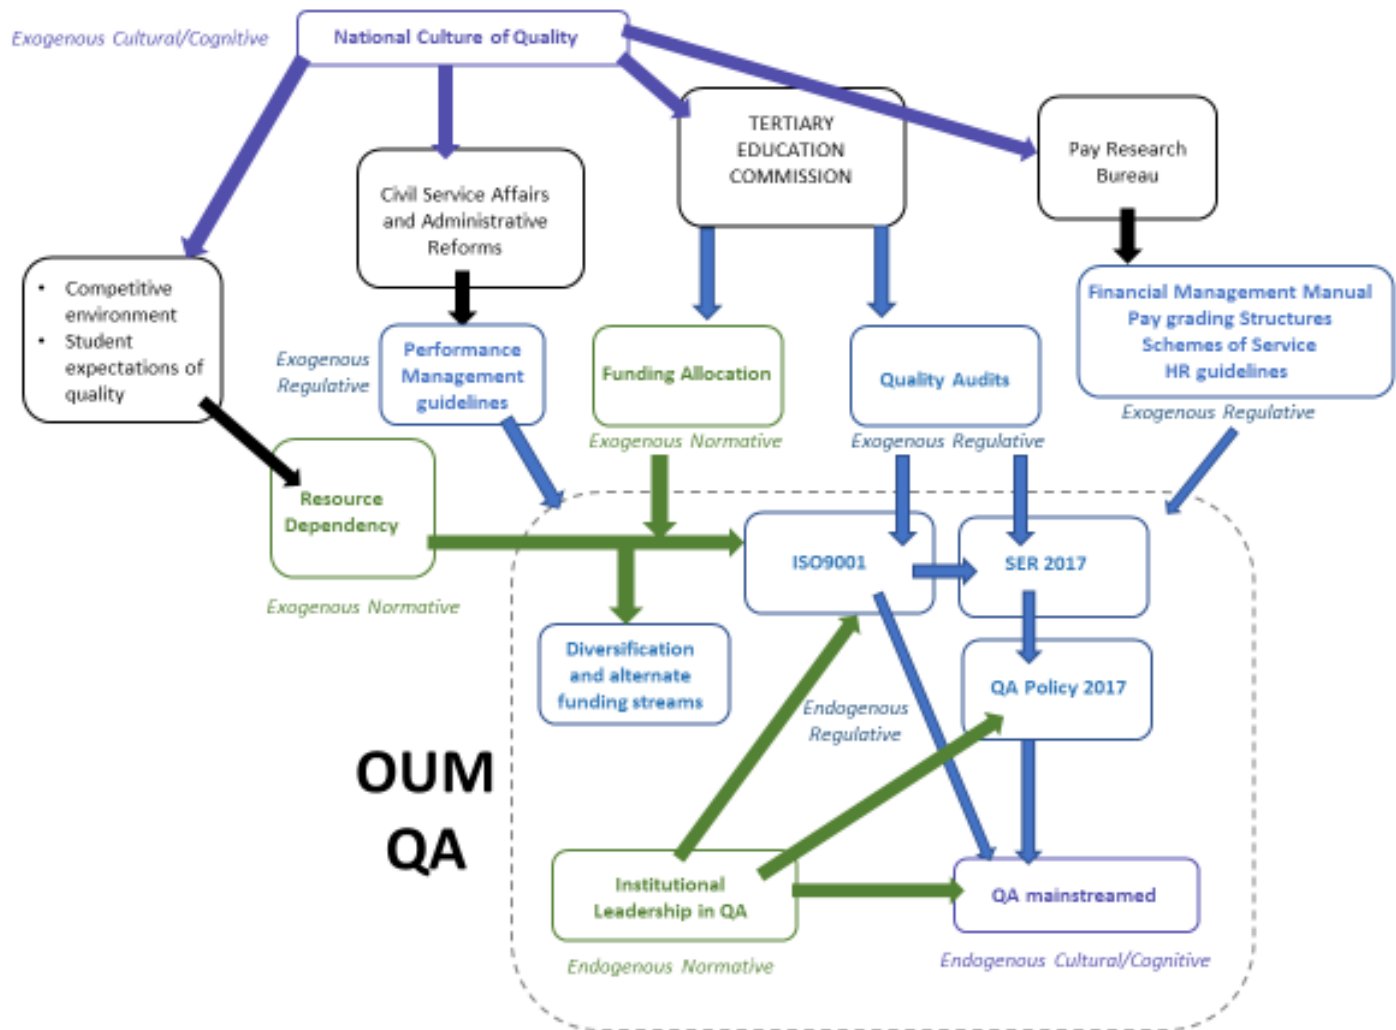 Exogenous Cultural/Cognitive
National Culture of Quality
TERTIARY
EDUCATION
COMMISSION
Pay Research
Bureau
Civil Service Affairs
and Administrative
Reforms
• Competitive
environment
• Student
expectations of
quality
Exogenous
Regulative
Performance
Management
guidelines
Funding Allocation
Exogenous Normative
Quality Audits
Exogenous Regulative
Financial Management Manual
Pay grading Structures
Schemes of Service
HR guidelines
Exogenous Regulative
Resource
Dependency
Exogenous Normative
ISO9001
SER 2017
Diversification
and alternate
funding streams
Endogenous
Regulative
QA Policy 2017
OUM
QA
Institutional
Leadership in QA
Endogenous Normative
QA mainstreamed
Endogenous Cultural/Cognitive